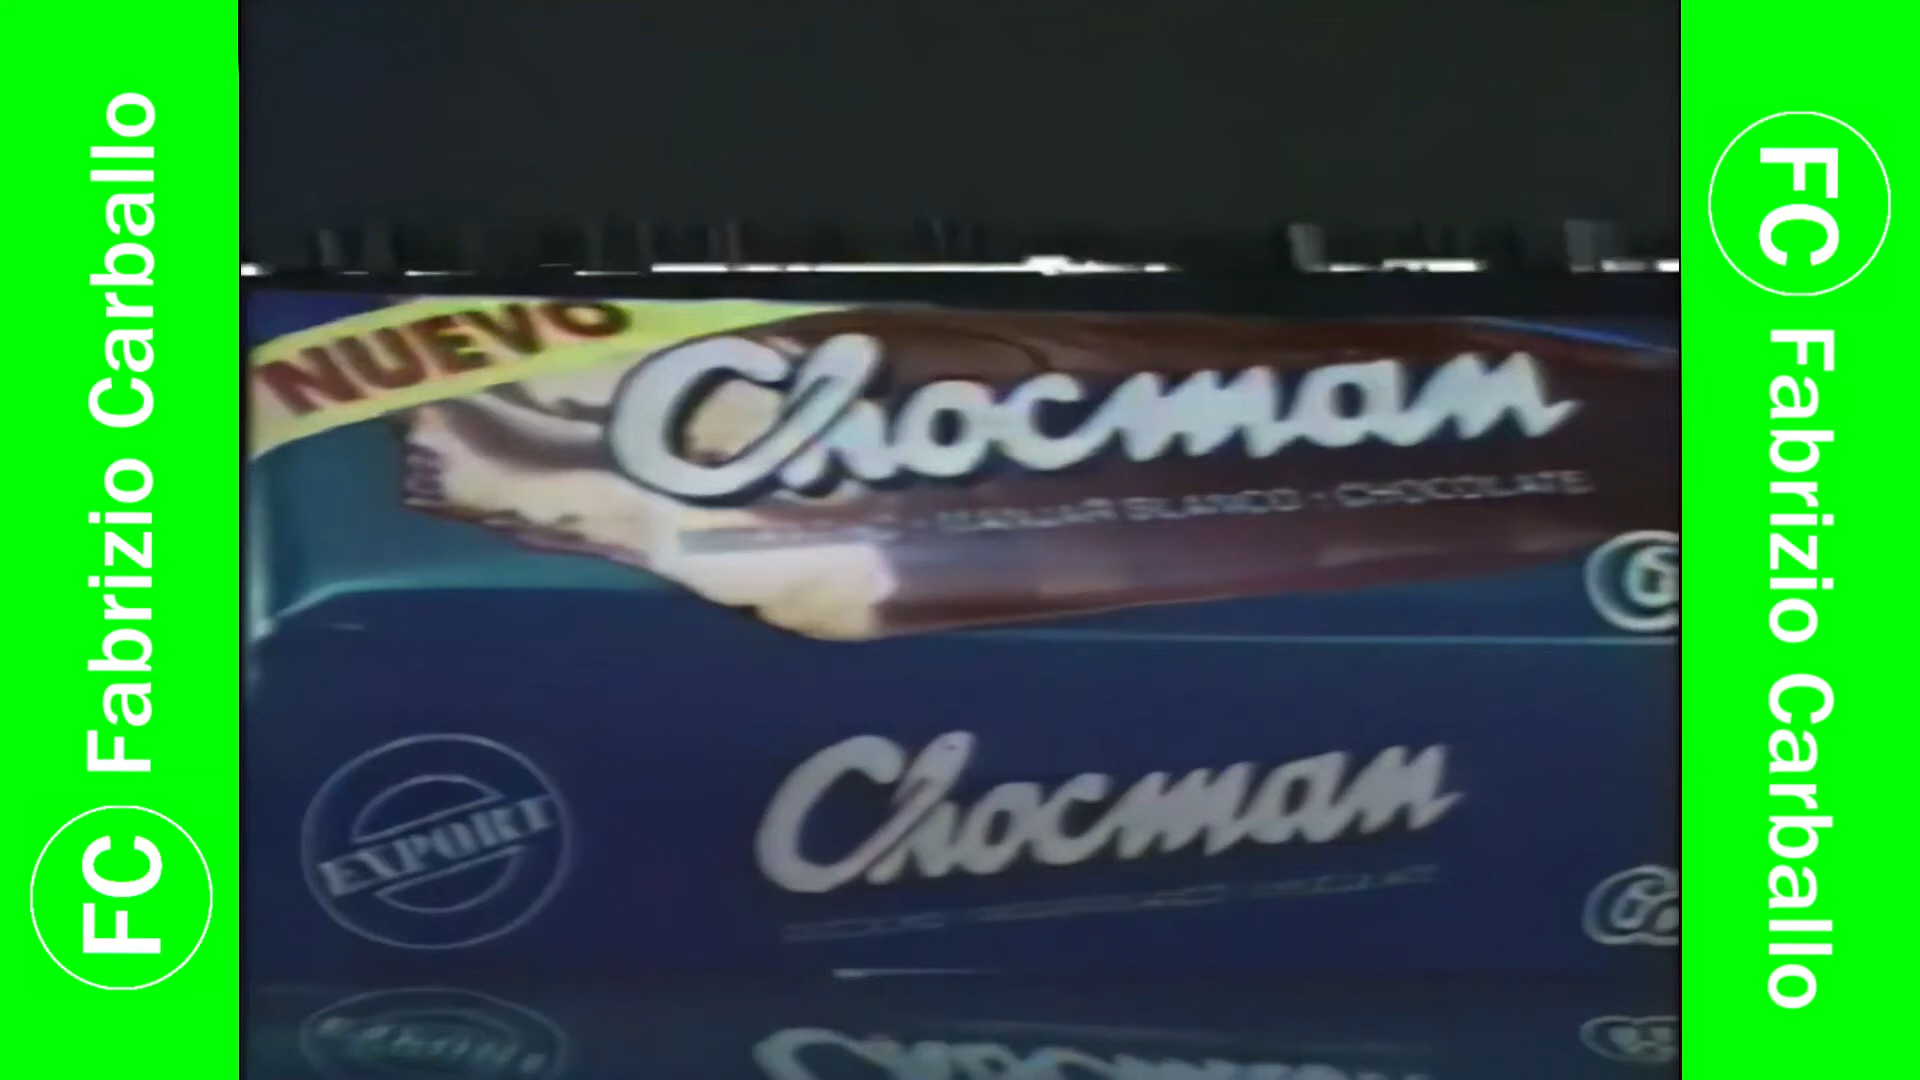 FC Fabrizio Carballo
NUEVO
Chocman
MANJAR BLANCO · CHOCOLATE
EXPORT
Chocman
FC Fabrizio Carballo